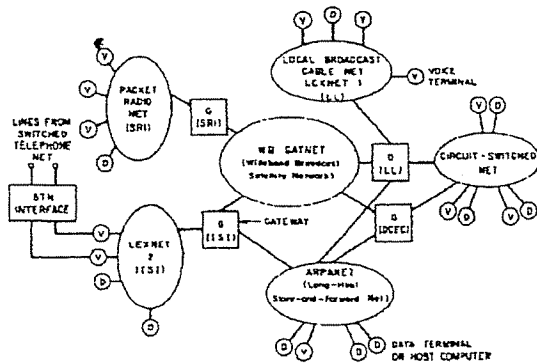 V
D
V
LOCAL BROADCAST
CABLE NET
LEXNET 1
(LL)
V
VOICE
TERMINAL
V
V
V
D
PACKET
RADIO
NET
(SRI)
G
(SRI)
LINES FROM
SWITCHED
TELEPHONE
NET
WB SATNET
(Wideband Broadcast
Satellite Network)
G
(LL)
V
D
CIRCUIT-SWITCHED
NET
V
D
V
D
STN
INTERFACE
G
(ISI)
GATEWAY
G
(DCEC)
V
V
D
D
LEXNET
2
(ISI)
ARPANET
(Long-Haul
Store-and-Forward Net)
D
V
D
D
DATA TERMINAL
OR HOST COMPUTER